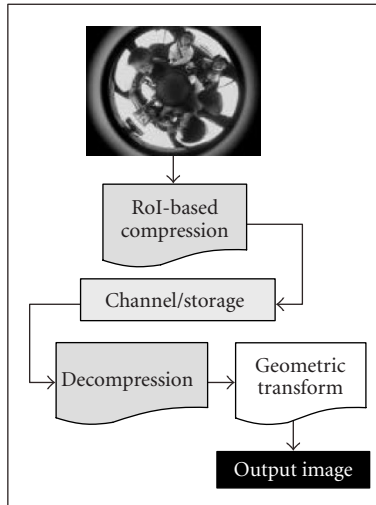 RoI-based
compression
Channel/storage
Decompression
Geometric
transform
Output image